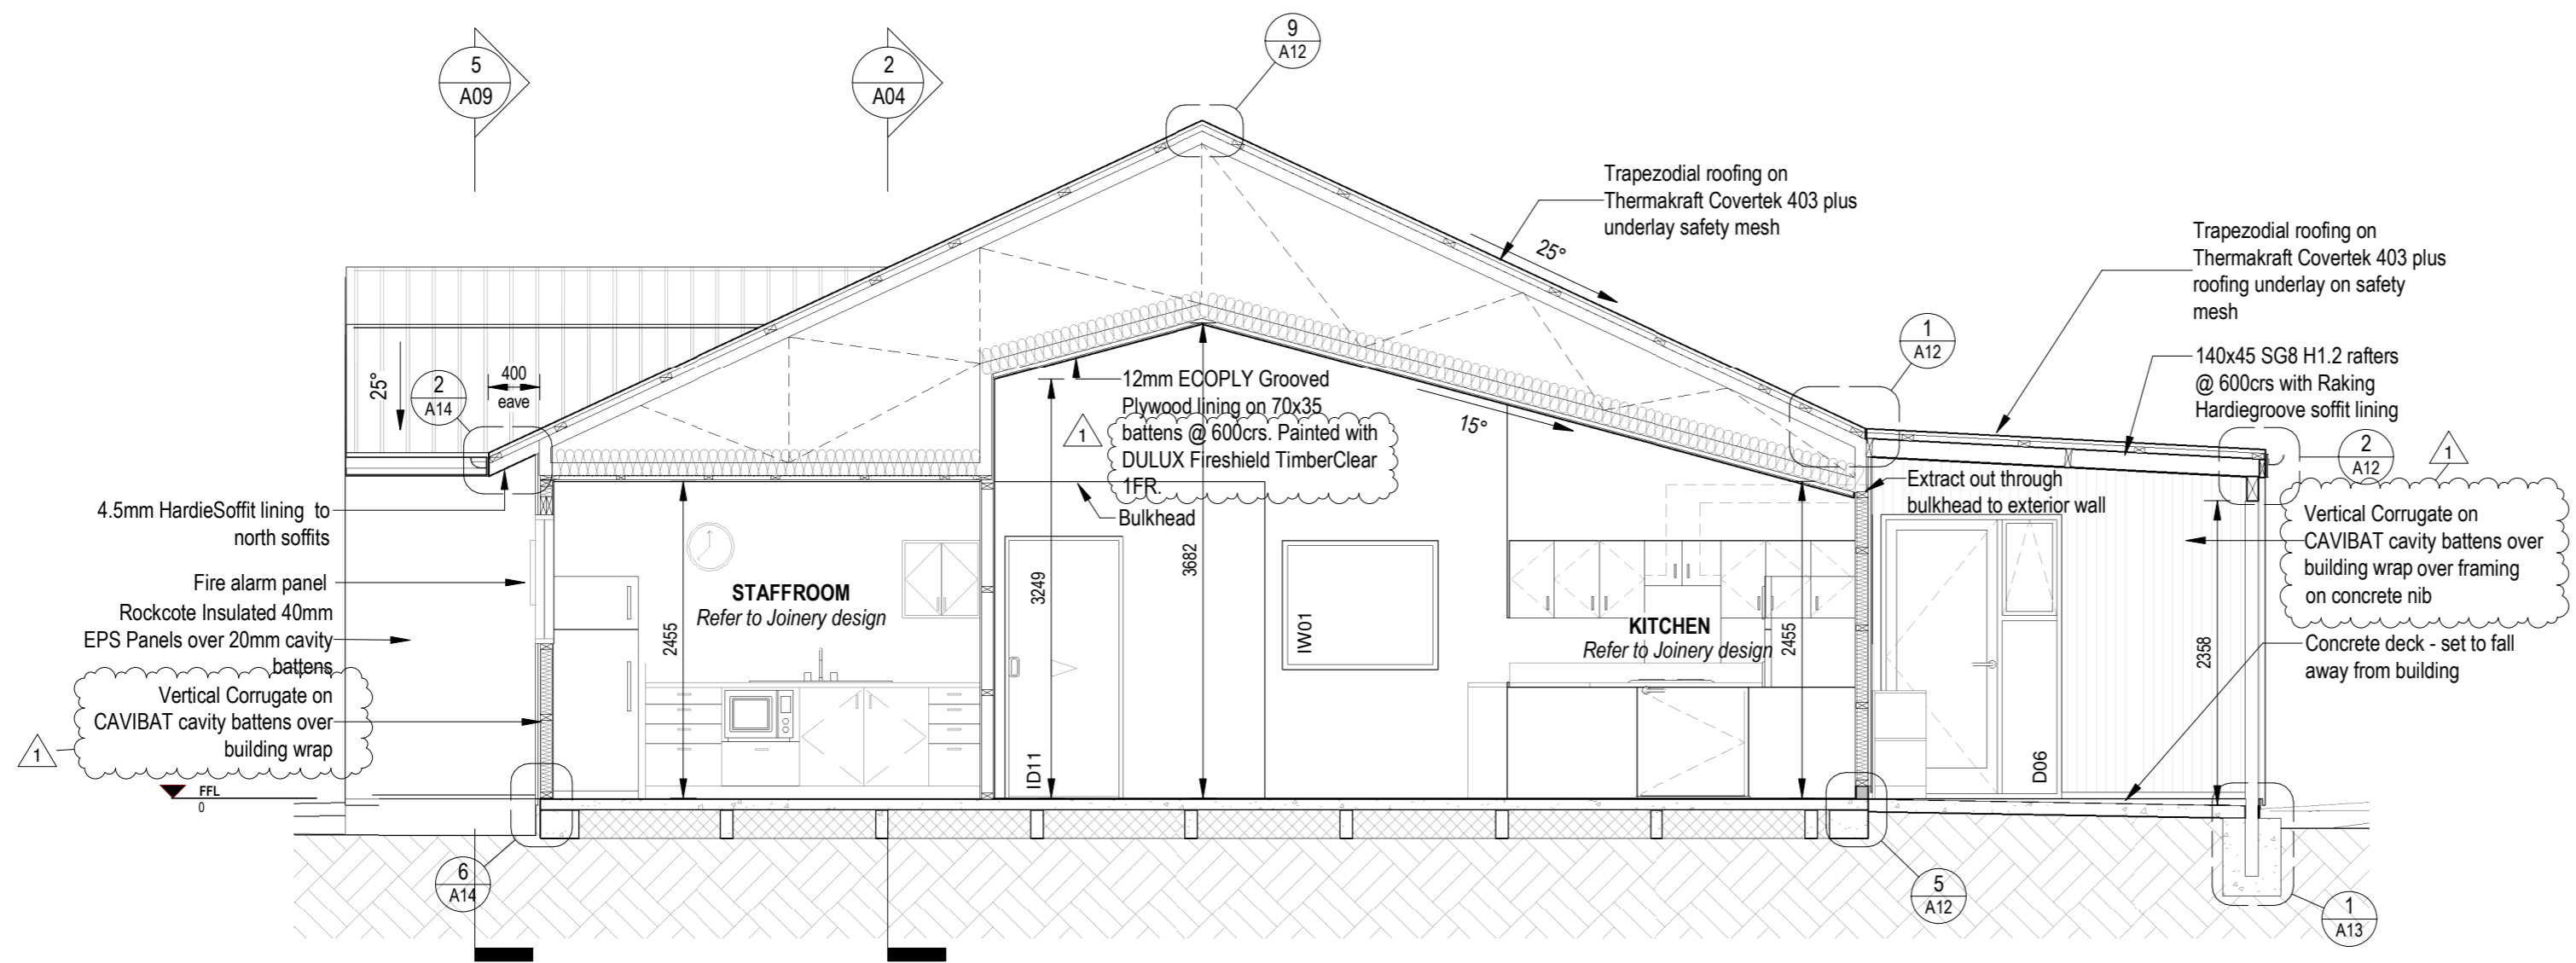 5
A09
2
A04
9
A12
Trapezodial roofing on
Thermakraft Covertek 403 plus
underlay safety mesh
25°
Trapezodial roofing on
Thermakraft Covertek 403 plus
roofing underlay on safety
mesh
1
A12
140x45 SG8 H1.2 rafters
@ 600crs with Raking
Hardiegroove soffit lining
25°
400
eave
2
A14
12mm ECOPLY Grooved
Plywood lining on 70x35
battens @ 600crs. Painted with
DULUX Fireshield TimberClear
1FR.
1
Bulkhead
15°
2
A12
1
Extract out through
bulkhead to exterior wall
4.5mm HardieSoffit lining to
north soffits
Fire alarm panel
Rockcote Insulated 40mm
EPS Panels over 20mm cavity
battens
Vertical Corrugate on
CAVIBAT cavity battens over
building wrap
1
FFL
0
STAFFROOM
Refer to Joinery design
2455
3249
3682
ID11
IW01
KITCHEN
Refer to Joinery design
2455
D06
2358
Vertical Corrugate on
CAVIBAT cavity battens over
building wrap over framing
on concrete nib
Concrete deck - set to fall
away from building
6
A14
5
A12
1
A13